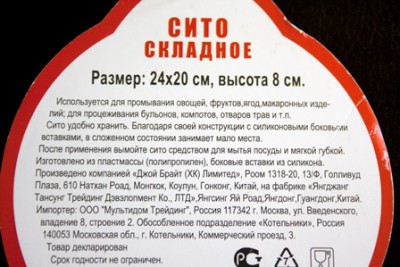 СИТО
СКЛАДНОЕ
Размер: 24х20 см, высота 8 см.
Используется для промывания овощей, фруктов,ягод,макаронных изде-
лий; для процеживания бульонов, компотов, отваров трав и т.п.
Сито удобно хранить. Благодаря своей конструкции с силиконовыми боковыми
вставками, в сложенном состоянии занимает мало места.
После применения вымойте сито средством для мытья посуды и мягкой губкой.
Изготовлено из пластмассы (полипропилен), боковые вставки из силикона.
Произведено компанией «Джой Брайт (ХК) Лимитед», Роом 1318-20, 13/Ф, Голливуд
Плаза, 610 Натхан Роад, Монгкок, Коулун, Гонконг, Китай, на фабрике «Янгджанг
Тансунг Трейдинг Дэвэлопмент Ко., ЛТД»,Янгсинг Яй Роад,Янгдонг,Гуангдонг,Китай.
Импортер: ООО "Мультидом Трейдинг", Россия 117342 г. Москва, ул. Введенского,
владение 8, строение 2. Обособленное подразделение «Котельники», Россия
140053 Московская обл., г. Котельники, Коммерческий проезд, 3.
Товар декларирован
Срок годности не ограничен.